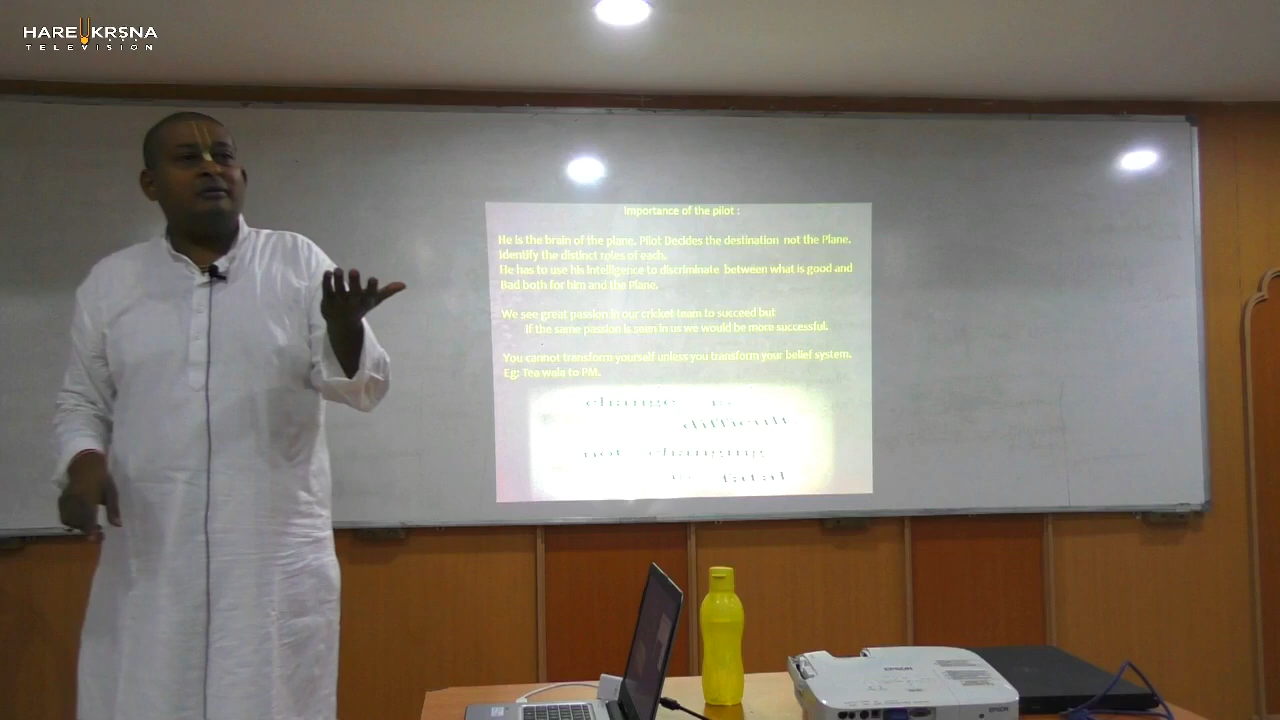 HARE KRSNA
TELEVISION
Importance of the pilot :
He is the brain of the plane. Pilot Decides the destination not the Plane.
Identify the distinct roles of each.
He has to use his intelligence to discriminate between what is good and
Bad both for him and the Plane.
We see great passion in our cricket team to succeed but
if the same passion is seen in us we would be more successful.
You cannot transform yourself unless you transform your belief system.
Eg: Tea wala to PM.
change is
difficult
not changing
is fatal
EPSON
EPSON